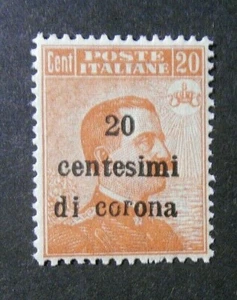 Cent POSTE ITALIANE 20
20
centesimi
di corona